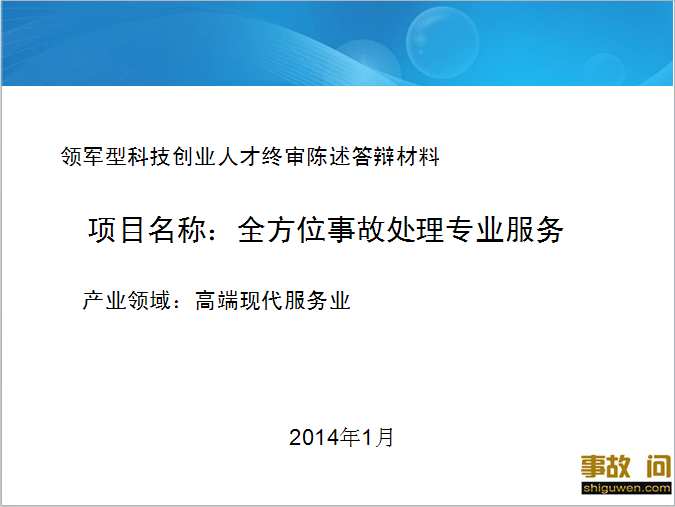 领军型科技创业人才终审陈述答辩材料
项目名称：全方位事故处理专业服务
产业领域：高端现代服务业
2014年1月
事故 问
shiguwen.com